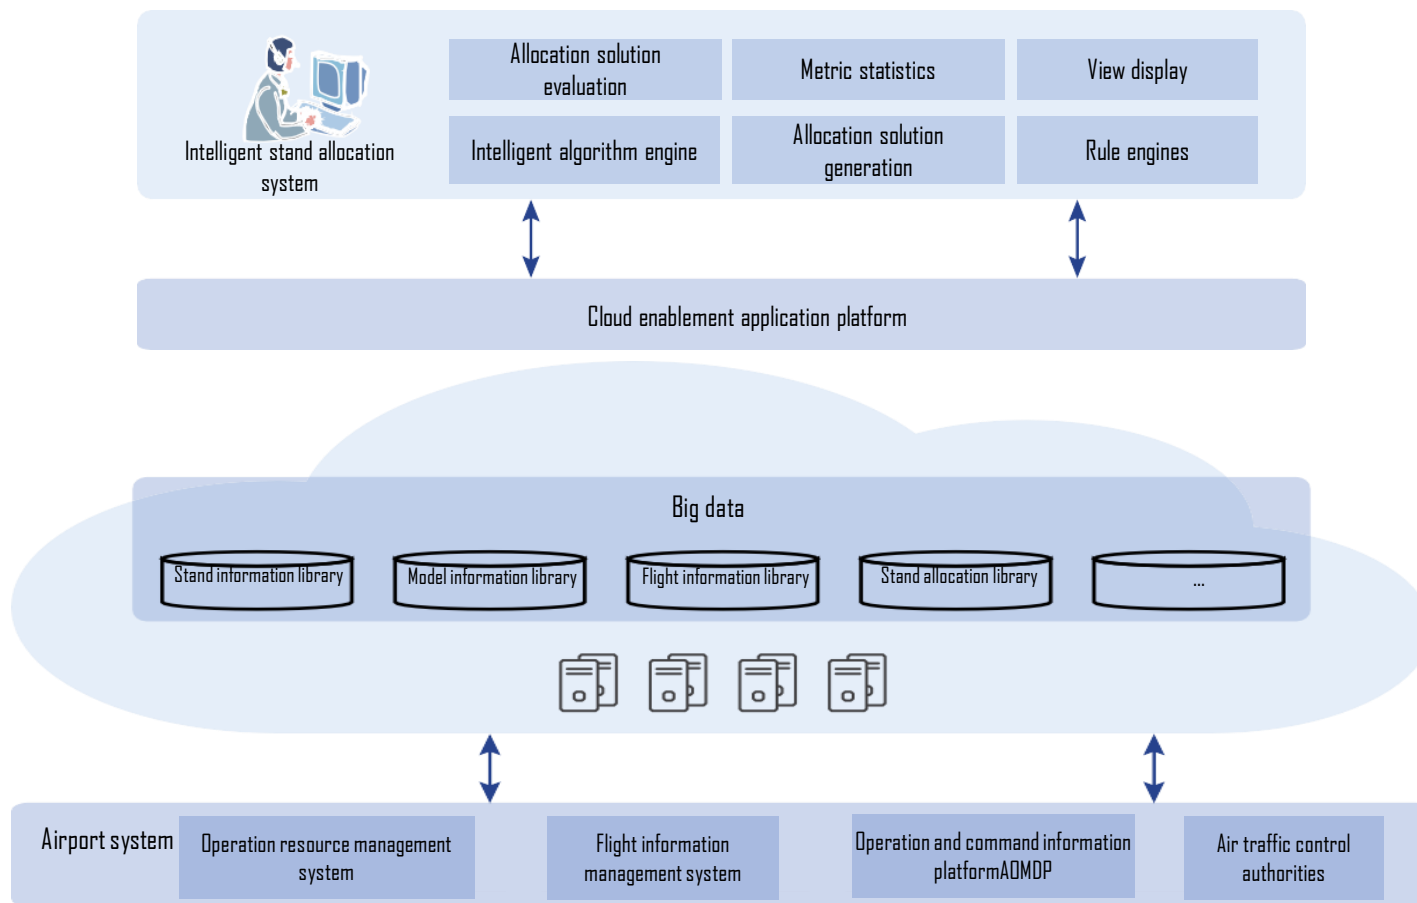 Allocation solution
evaluation
Metric statistics
View display
Intelligent stand allocation
system
Intelligent algorithm engine
Allocation solution
generation
Rule engines
Cloud enablement application platform
Big data
Stand information library
Model information library
Flight information library
Stand allocation library
...
Airport system
Operation resource management
system
Flight information
management system
Operation and command information
platformAOMDP
Air traffic control
authorities